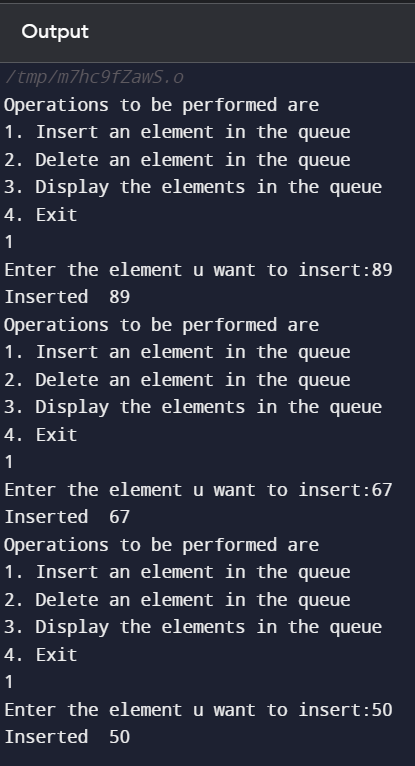 Output
/tmp/m7hc9fZawS.o
Operations to be performed are
1. Insert an element in the queue
2. Delete an element in the queue
3. Display the elements in the queue
4. Exit
1
Enter the element u want to insert:89
Inserted  89
Operations to be performed are
1. Insert an element in the queue
2. Delete an element in the queue
3. Display the elements in the queue
4. Exit
1
Enter the element u want to insert:67
Inserted  67
Operations to be performed are
1. Insert an element in the queue
2. Delete an element in the queue
3. Display the elements in the queue
4. Exit
1
Enter the element u want to insert:50
Inserted  50